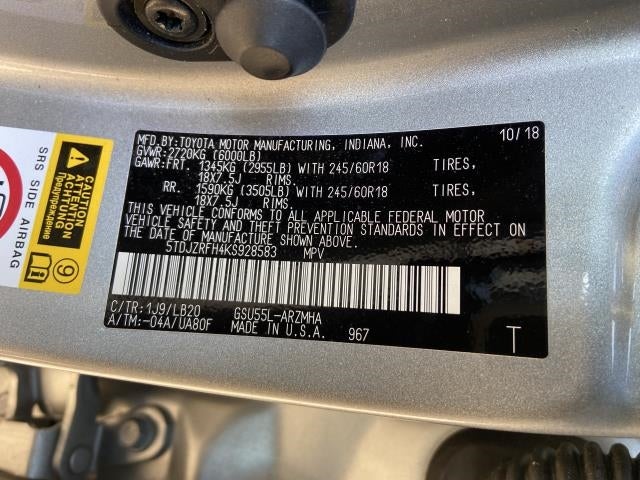 MFD.BY:TOYOTA MOTOR MANUFACTURING, INDIANA, INC. 10/18
GVWR:2720KG (6000LB)
GAWR:FRT. 1345KG (2955LB) WITH 245/60R18 TIRES,
18X7.5J RIMS.
RR. 1590KG (3505LB) WITH 245/60R18 TIRES,
18X7.5J RIMS.
THIS VEHICLE CONFORMS TO ALL APPLICABLE FEDERAL MOTOR
VEHICLE SAFETY AND THEFT PREVENTION STANDARDS IN EFFECT ON
THE DATE OF MANUFACTURE SHOWN ABOVE.
5TDJZRFH4KS928583 MPV
C/TR:1J9/LB20 GSU55L-ARZMHA
A/TM:-04A/UA80F MADE IN U.S.A. 967
T
SRS SIDE AIRBAG
CAUTION
ATTENTION
ACHTUNG
Предупреждение
9